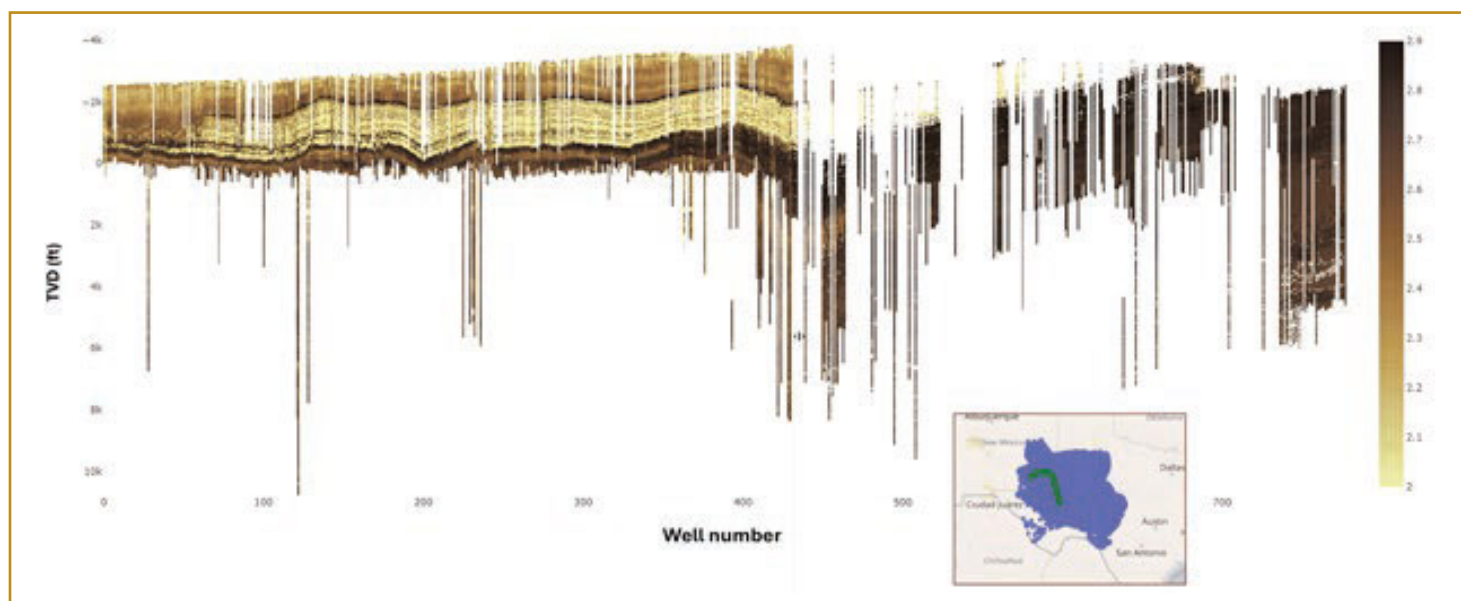 −4k
−2k
0
2k
4k
6k
8k
10k
TVD (ft)
0 100 200 300 400 500 700
Well number
2.9
2.8
2.7
2.6
2.5
2.4
2.3
2.2
2.1
2
Albuquerque
New Mexico
Dallas
Ciudad Juárez
Austin
San Antonio
Chihuahua